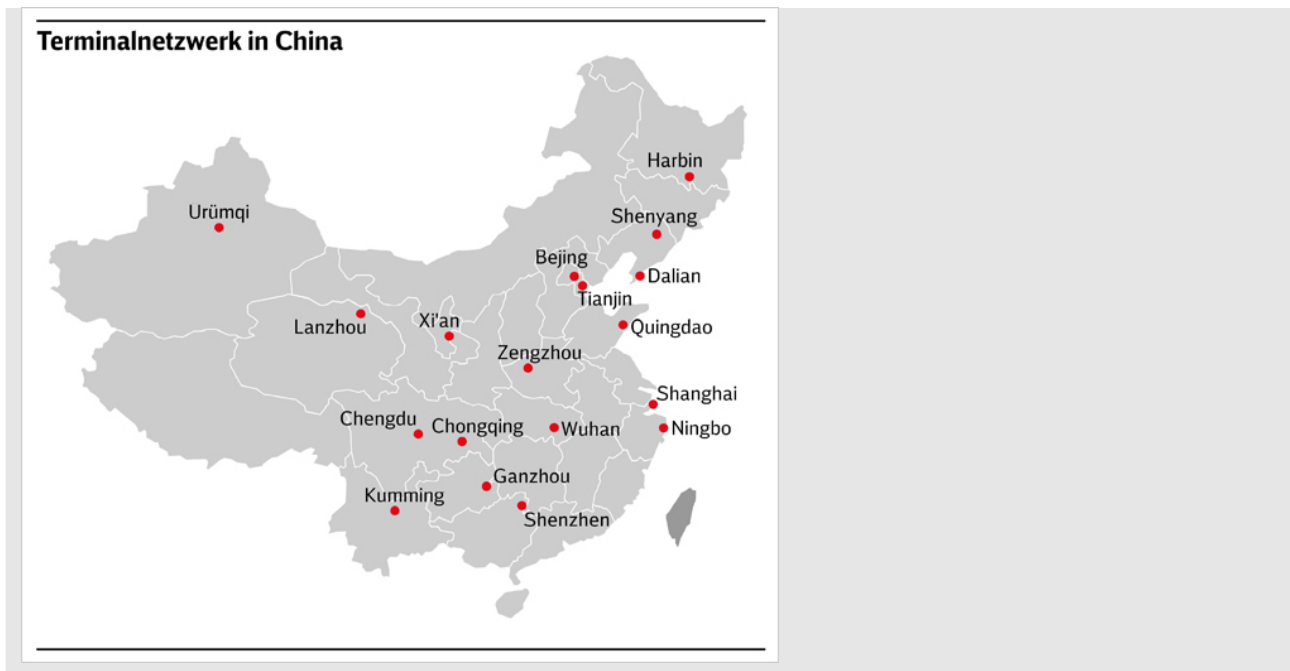 Terminalnetzwerk in China
Harbin
Urümqi
Shenyang
Bejing
Dalian
Tianjin
Lanzhou
Xi'an
Quingdao
Zengzhou
Shanghai
Chengdu
Chongqing
Wuhan
Ningbo
Ganzhou
Kumming
Shenzhen